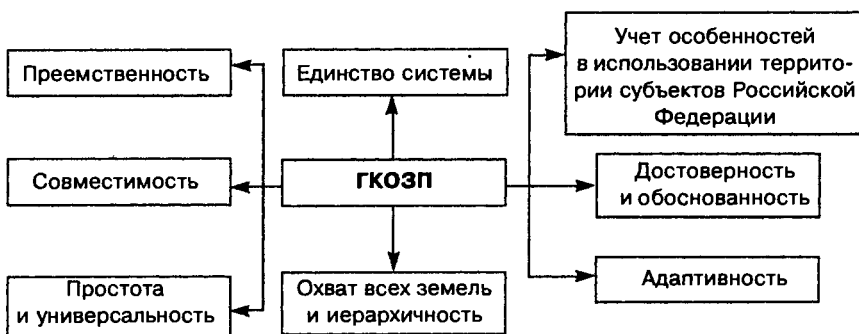 Преемственность
Единство системы
Учет особенностей
в использовании террито-
рии субъектов Российской
Федерации
Совместимость
ГКОЗП
Достоверность
и обоснованность
Простота
и универсальность
Охват всех земель
и иерархичность
Адаптивность